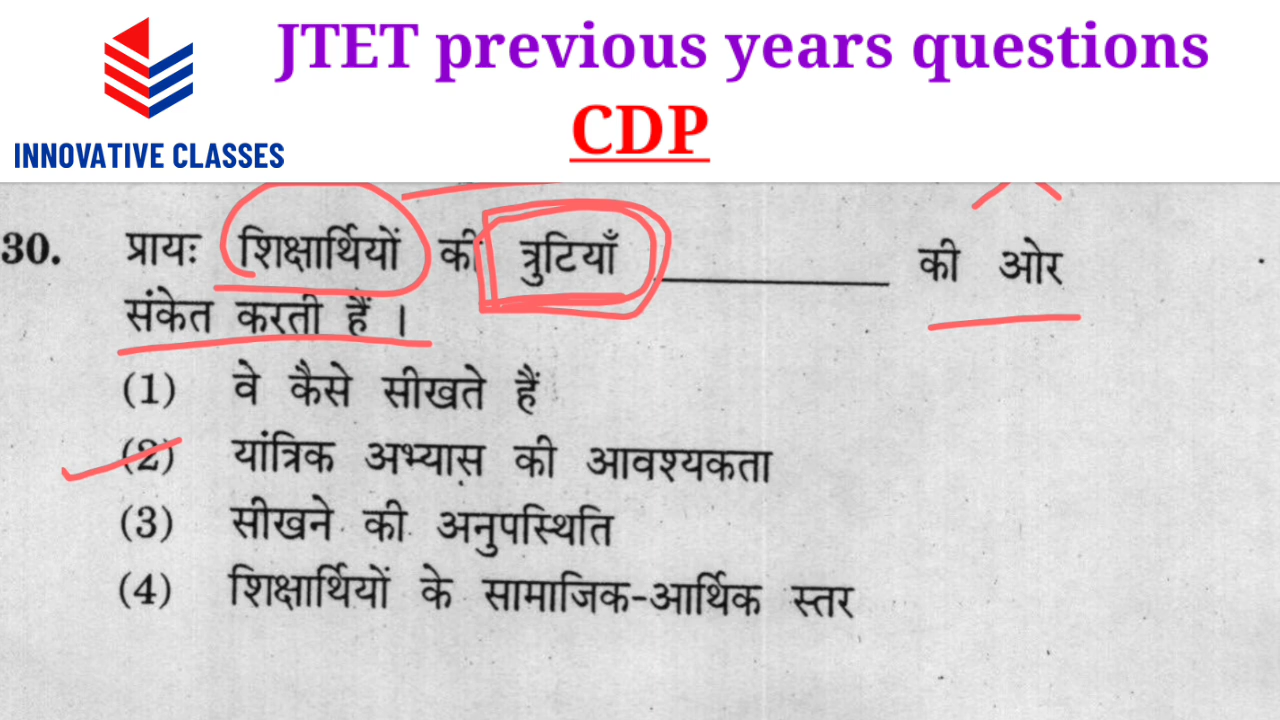 JTET previous years questions
CDP
INNOVATIVE CLASSES
30. प्रायः शिक्षार्थियों की त्रुटियाँ __________ की ओर
संकेत करती हैं ।
(1) वे कैसे सीखते हैं
(2) यांत्रिक अभ्यास की आवश्यकता
(3) सीखने की अनुपस्थिति
(4) शिक्षार्थियों के सामाजिक-आर्थिक स्तर